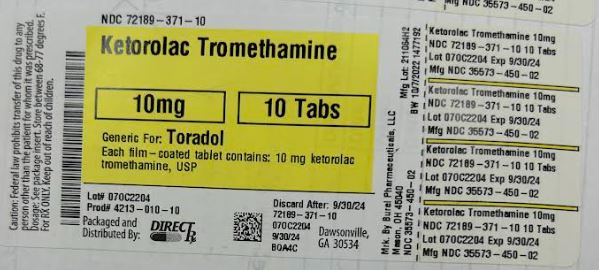 NDC 72189-371-10
Ketorolac Tromethamine
10mg
10 Tabs
Generic For: Toradol
Each film-coated tablet contains: 10 mg ketorolac
tromethamine, USP
Lot# 070C2204
Prod# 4213-010-10
Packaged and
Distributed By:
DIRECT Rx
Discard After: 9/30/24
72189-371-10
070C2204
9/30/24
BQA4C
Dawsonville,
GA 30534
Caution: Federal law prohibits transfer of this drug to any
person other than the patient for whom it was prescribed.
Dosage: See package insert. Store between 68-77 degrees F.
For RX ONLY. Keep out of reach of children.
Mrk. By Burel Pharmaceuticals, LLC
Mason, OH 45040
Mfg NDC 35573-450-02
Mfg Lot: 211064H2
BW 10/7/2022 1477192
Mfg NDC 35573-450-02
Ketorolac Tromethamine 10mg
NDC 72189-371-10 10 Tabs
Lot 070C2204 Exp 9/30/24
Mfg NDC 35573-450-02
Ketorolac Tromethamine 10mg
NDC 72189-371-10 10 Tabs
Lot 070C2204 Exp 9/30/24
Mfg NDC 35573-450-02
Ketorolac Tromethamine 10mg
NDC 72189-371-10 10 Tabs
Lot 070C2204 Exp 9/30/24
Mfg NDC 35573-450-02
Ketorolac Tromethamine 10mg
NDC 72189-371-10 10 Tabs
Lot 070C2204 Exp 9/30/24
Mfg NDC 35573-450-02